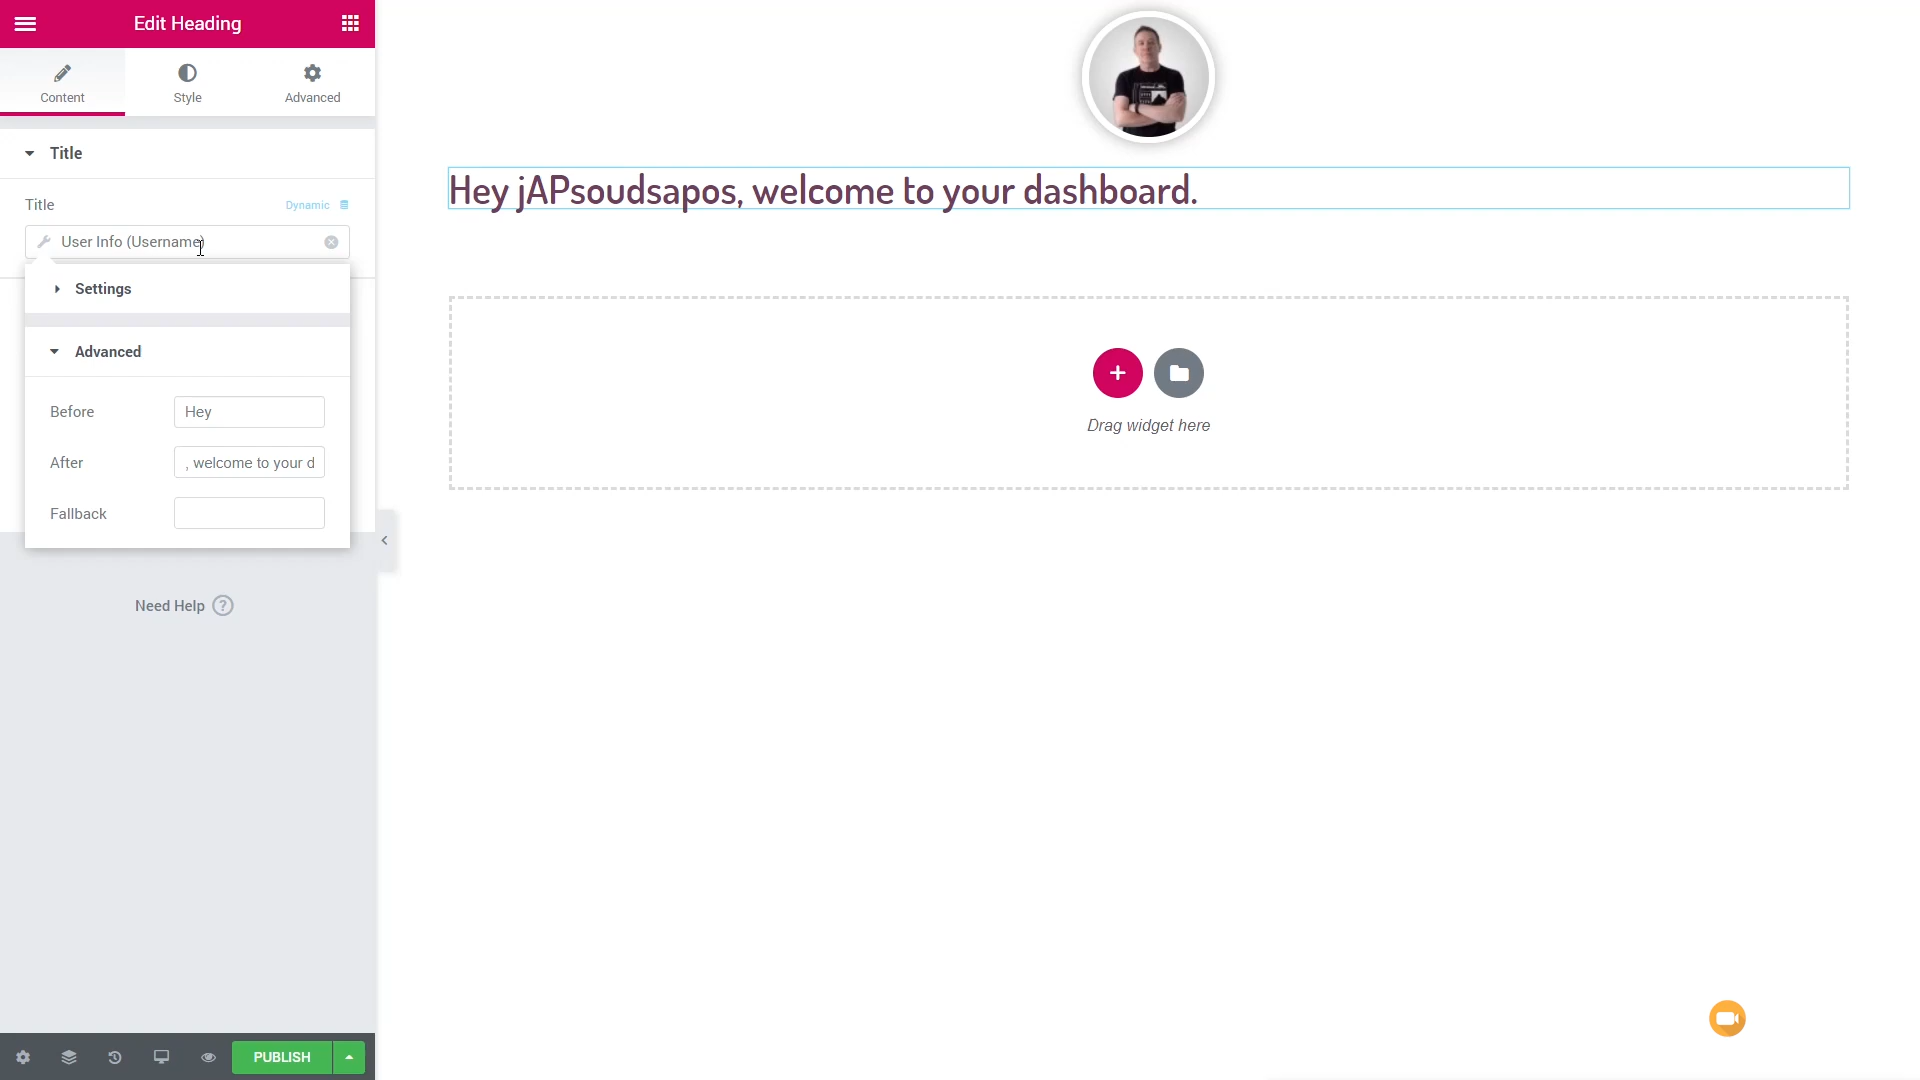 Edit Heading
Content
Style
Advanced
Title
Title
Dynamic
User Info (Username)
Settings
Advanced
Before
Hey
After
, welcome to your d
Fallback
Need Help ?
PUBLISH
Hey jAPsoudsapos, welcome to your dashboard.
Drag widget here